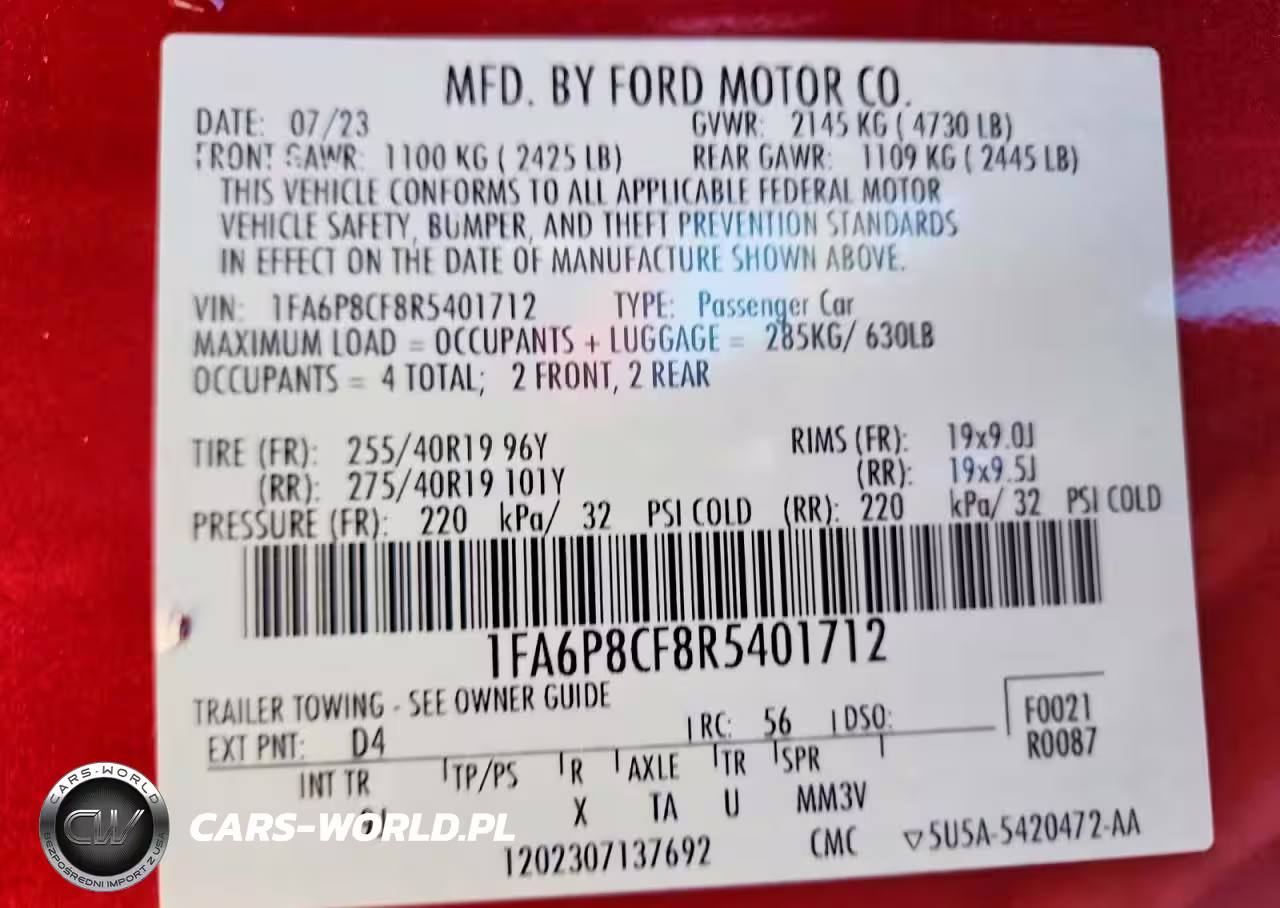 MFD. BY FORD MOTOR CO.
DATE: 07/23 GVWR: 2145 KG ( 4730 LB)
FRONT GAWR: 1100 KG ( 2425 LB) REAR GAWR: 1109 KG ( 2445 LB)
THIS VEHICLE CONFORMS TO ALL APPLICABLE FEDERAL MOTOR
VEHICLE SAFETY, BUMPER, AND THEFT PREVENTION STANDARDS
IN EFFECT ON THE DATE OF MANUFACTURE SHOWN ABOVE.
VIN: 1FA6P8CF8R5401712 TYPE: Passenger Car
MAXIMUM LOAD = OCCUPANTS + LUGGAGE = 285KG/ 630LB
OCCUPANTS = 4 TOTAL; 2 FRONT, 2 REAR
TIRE (FR): 255/40R19 96Y RIMS (FR): 19x9.0J
(RR): 275/40R19 101Y (RR): 19x9.5J
PRESSURE (FR): 220 kPa/ 32 PSI COLD (RR): 220 kPa/ 32 PSI COLD
1FA6P8CF8R5401712
TRAILER TOWING - SEE OWNER GUIDE
EXT PNT: D4 RC: 56 DSO: F0021
R0087
INT TR TP/PS R AXLE TR SPR
X TA U MM3V
1202307137692 CMC ▽5U5A-5420472-AA
CARS-WORLD
CW
BEZPOŚREDNI IMPORT Z USA
CARS-WORLD.PL